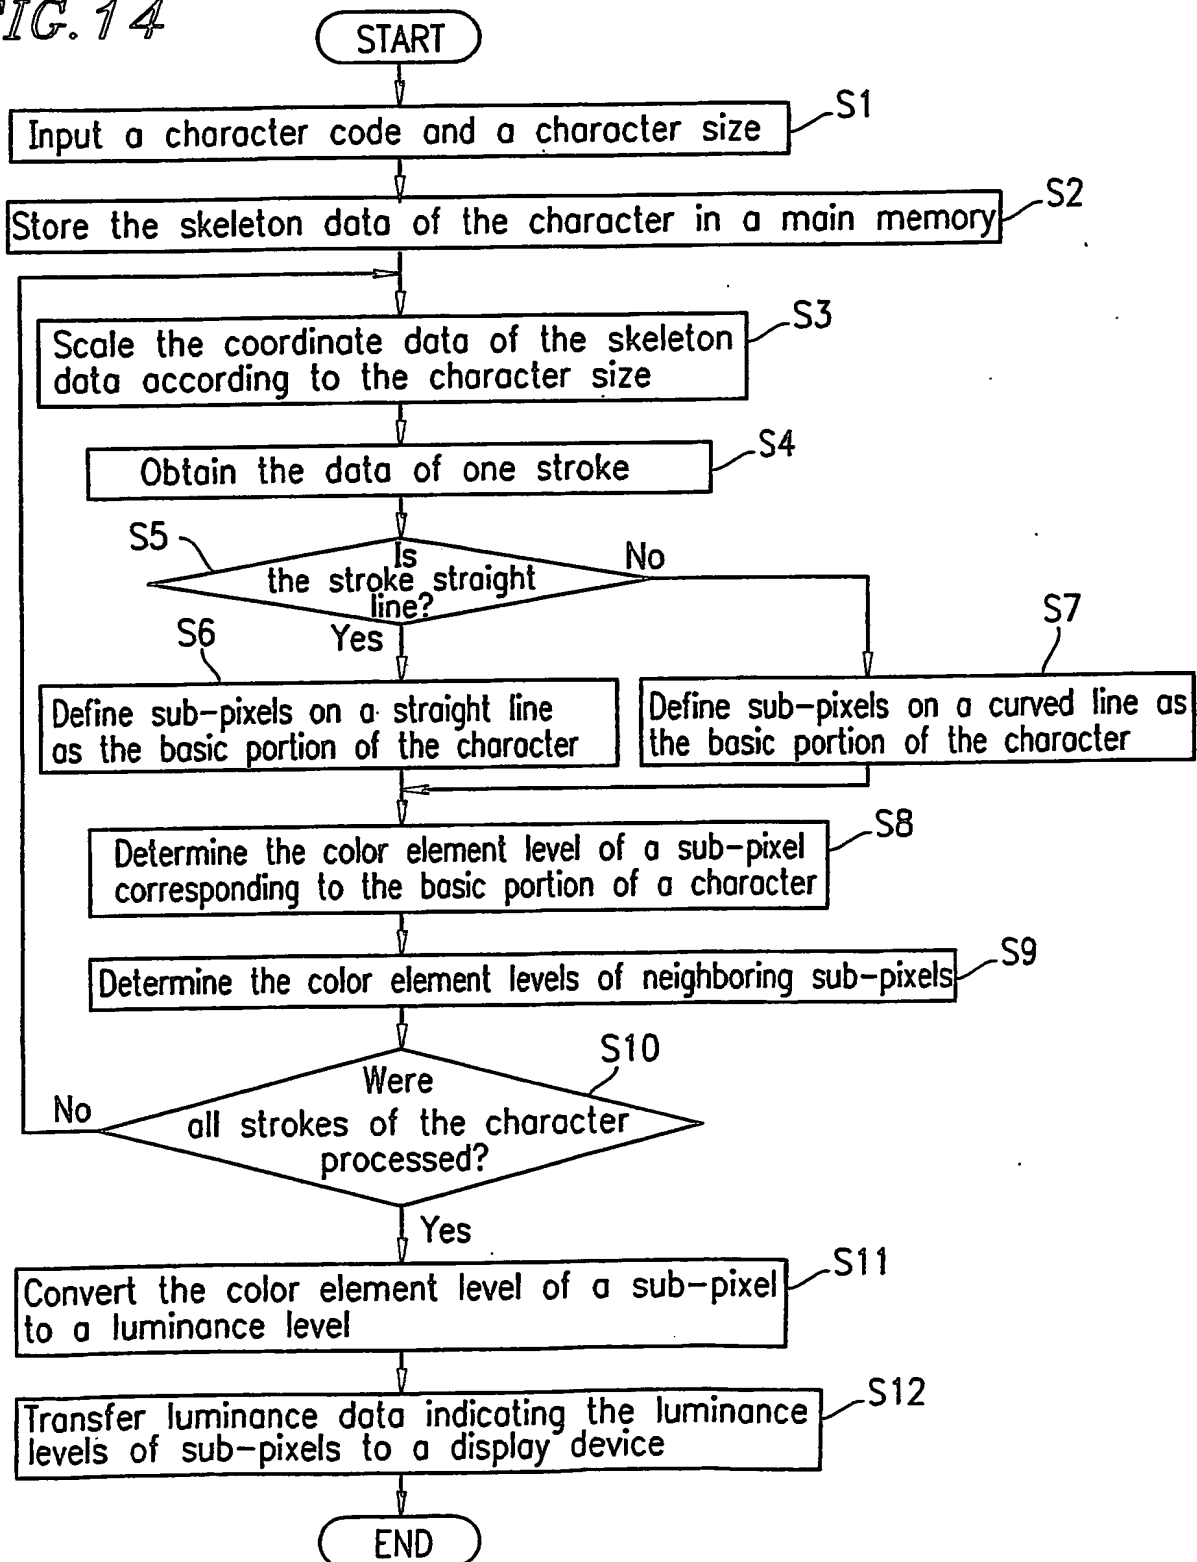 FIG. 14
START
S1
Input a character code and a character size
S2
Store the skeleton data of the character in a main memory
S3
Scale the coordinate data of the skeleton
data according to the character size
S4
Obtain the data of one stroke
S5
Is
the stroke straight
line?
No
Yes
S6
Define sub-pixels on a straight line
as the basic portion of the character
S7
Define sub-pixels on a curved line as
the basic portion of the character
S8
Determine the color element level of a sub-pixel
corresponding to the basic portion of a character
S9
Determine the color element levels of neighboring sub-pixels
S10
Were
all strokes of the character
processed?
No
Yes
S11
Convert the color element level of a sub-pixel
to a luminance level
S12
Transfer luminance data indicating the luminance
levels of sub-pixels to a display device
END